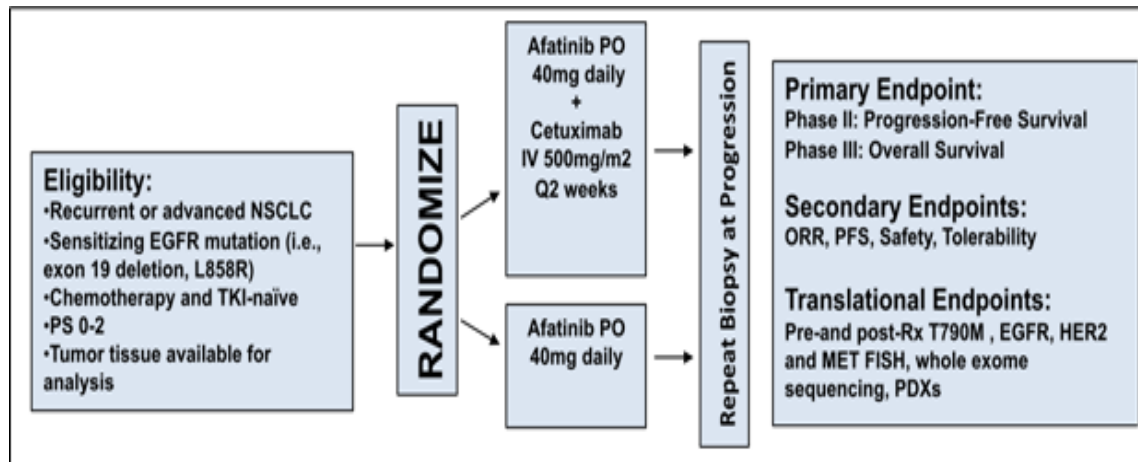 Eligibility:
•Recurrent or advanced NSCLC
•Sensitizing EGFR mutation (i.e.,
exon 19 deletion, L858R)
•Chemotherapy and TKI-naïve
•PS 0-2
•Tumor tissue available for
analysis
RANDOMIZE
Afatinib PO
40mg daily
+
Cetuximab
IV 500mg/m2
Q2 weeks
Afatinib PO
40mg daily
Repeat Biopsy at Progression
Primary Endpoint:
Phase II: Progression-Free Survival
Phase III: Overall Survival
Secondary Endpoints:
ORR, PFS, Safety, Tolerability
Translational Endpoints:
Pre-and post-Rx T790M , EGFR, HER2
and MET FISH, whole exome
sequencing, PDXs